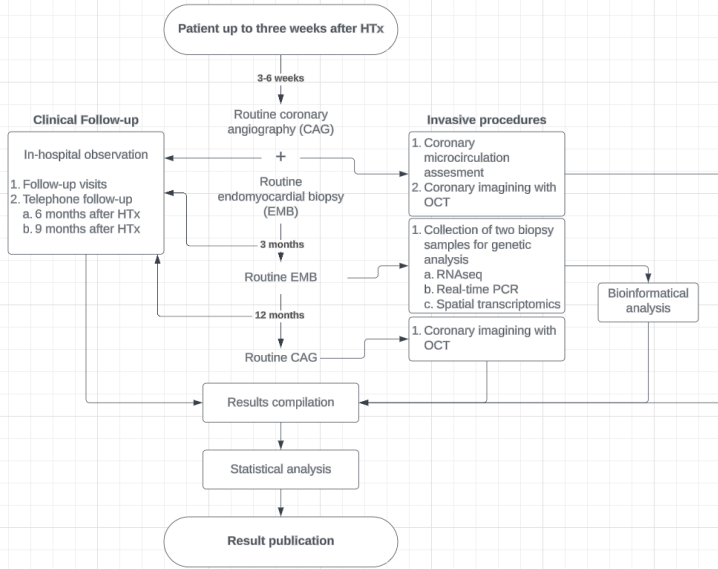 Patient up to three weeks after HTx
3-6 weeks
Clinical Follow-up
In-hospital observation
1. Follow-up visits
2. Telephone follow-up
a. 6 months after HTx
b. 9 months after HTx
Routine coronary
angiography (CAG)
+
Routine
endomyocardial biopsy
(EMB)
3 months
Routine EMB
12 months
Routine CAG
Invasive procedures
1. Coronary
microcirculation
assesment
2. Coronary imagining with
OCT
1. Collection of two biopsy
samples for genetic
analysis
a. RNAseq
b. Real-time PCR
c. Spatial transcriptomics
1. Coronary imagining with
OCT
Bioinformatical
analysis
Results compilation
Statistical analysis
Result publication